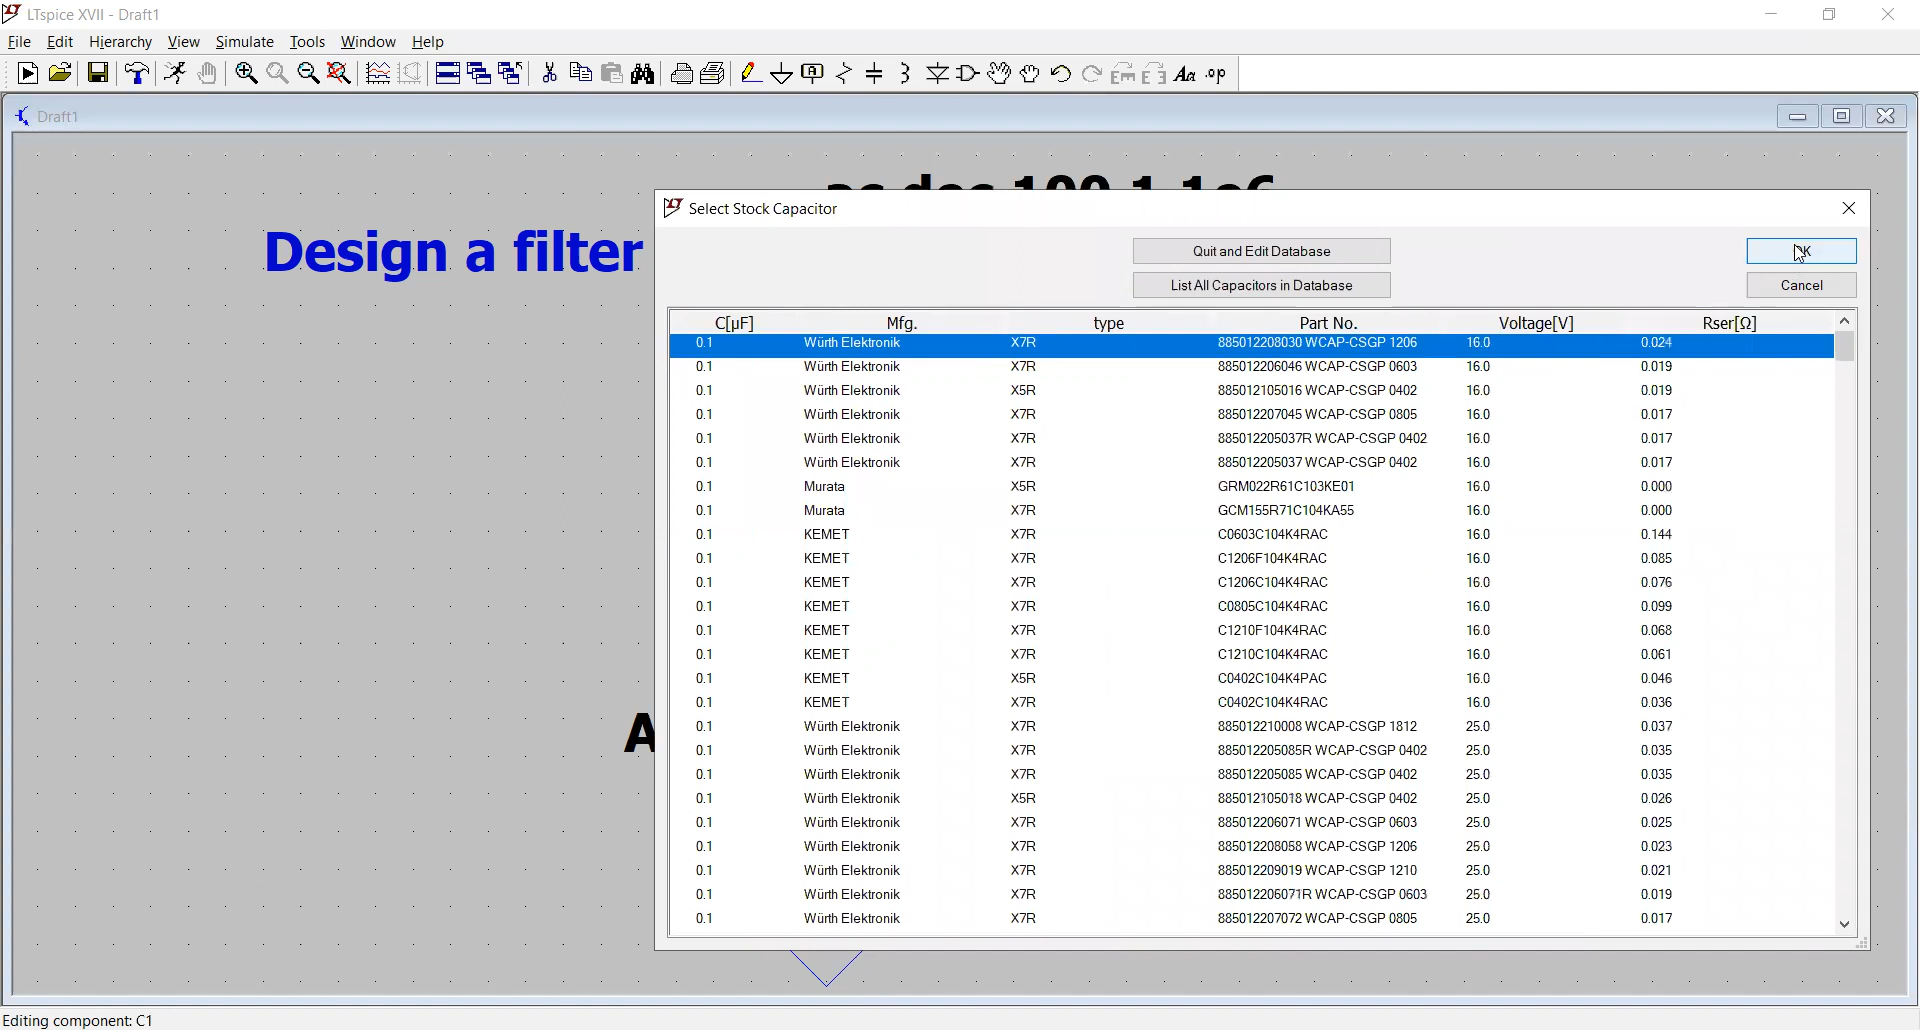 LTspice XVII - Draft1
File Edit Hierarchy View Simulate Tools Window Help
Aa .op
Draft1
Design a filter
Select Stock Capacitor
Quit and Edit Database
List All Capacitors in Database
Cancel
C[µF] Mfg. type Part No. Voltage[V] Rser[Ω]
0.1 Würth Elektronik X7R 885012208030 WCAP-CSGP 1206 16.0 0.024
0.1 Würth Elektronik X7R 885012206046 WCAP-CSGP 0603 16.0 0.019
0.1 Würth Elektronik X5R 885012105016 WCAP-CSGP 0402 16.0 0.019
0.1 Würth Elektronik X7R 885012207045 WCAP-CSGP 0805 16.0 0.017
0.1 Würth Elektronik X7R 885012205037R WCAP-CSGP 0402 16.0 0.017
0.1 Würth Elektronik X7R 885012205037 WCAP-CSGP 0402 16.0 0.017
0.1 Murata X5R GRM022R61C103KE01 16.0 0.000
0.1 Murata X7R GCM155R71C104KA55 16.0 0.000
0.1 KEMET X7R C0603C104K4RAC 16.0 0.144
0.1 KEMET X7R C1206F104K4RAC 16.0 0.085
0.1 KEMET X7R C1206C104K4RAC 16.0 0.076
0.1 KEMET X7R C0805C104K4RAC 16.0 0.099
0.1 KEMET X7R C1210F104K4RAC 16.0 0.068
0.1 KEMET X7R C1210C104K4RAC 16.0 0.061
0.1 KEMET X5R C0402C104K4PAC 16.0 0.046
0.1 KEMET X7R C0402C104K4RAC 16.0 0.036
0.1 Würth Elektronik X7R 885012210008 WCAP-CSGP 1812 25.0 0.037
0.1 Würth Elektronik X7R 885012205085R WCAP-CSGP 0402 25.0 0.035
0.1 Würth Elektronik X7R 885012205085 WCAP-CSGP 0402 25.0 0.035
0.1 Würth Elektronik X5R 885012105018 WCAP-CSGP 0402 25.0 0.026
0.1 Würth Elektronik X7R 885012206071 WCAP-CSGP 0603 25.0 0.025
0.1 Würth Elektronik X7R 885012208058 WCAP-CSGP 1206 25.0 0.023
0.1 Würth Elektronik X7R 885012209019 WCAP-CSGP 1210 25.0 0.021
0.1 Würth Elektronik X7R 885012206071R WCAP-CSGP 0603 25.0 0.019
0.1 Würth Elektronik X7R 885012207072 WCAP-CSGP 0805 25.0 0.017
A
Editing component: C1